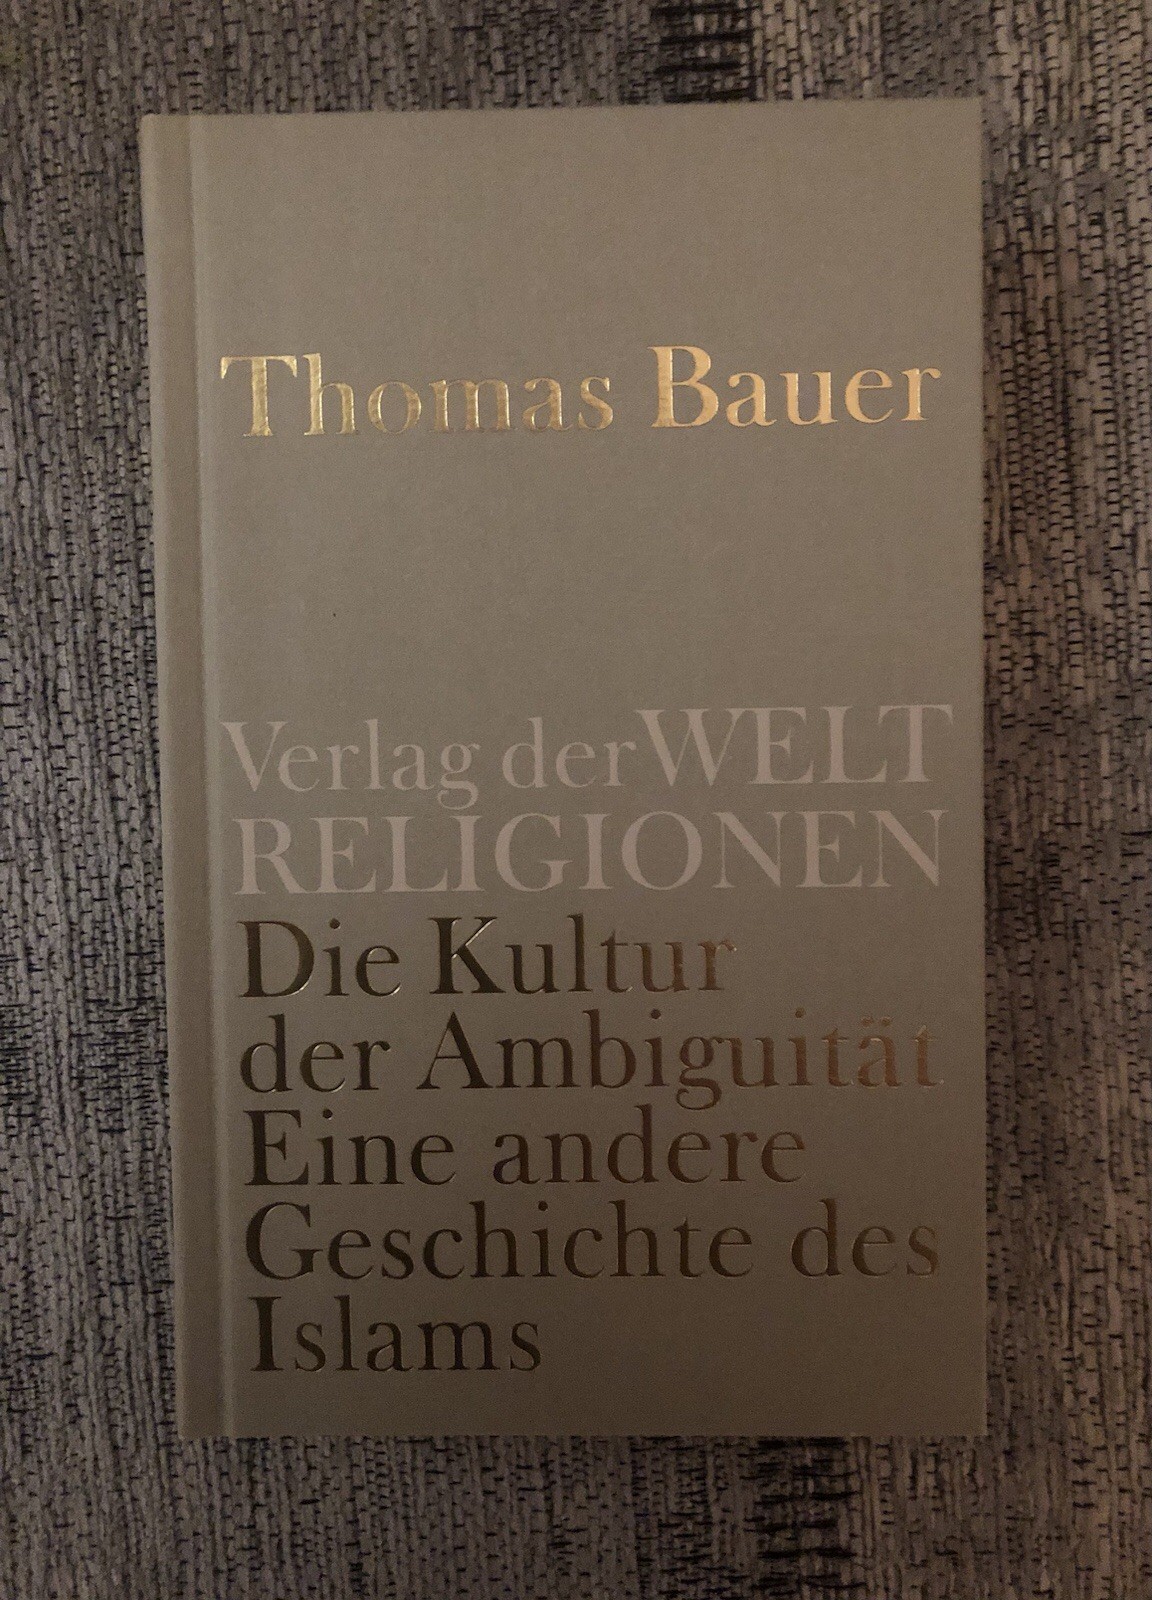 Thomas Bauer
Verlag der WELT
RELIGIONEN
Die Kultur
der Ambiguität
Eine andere
Geschichte des
Islams